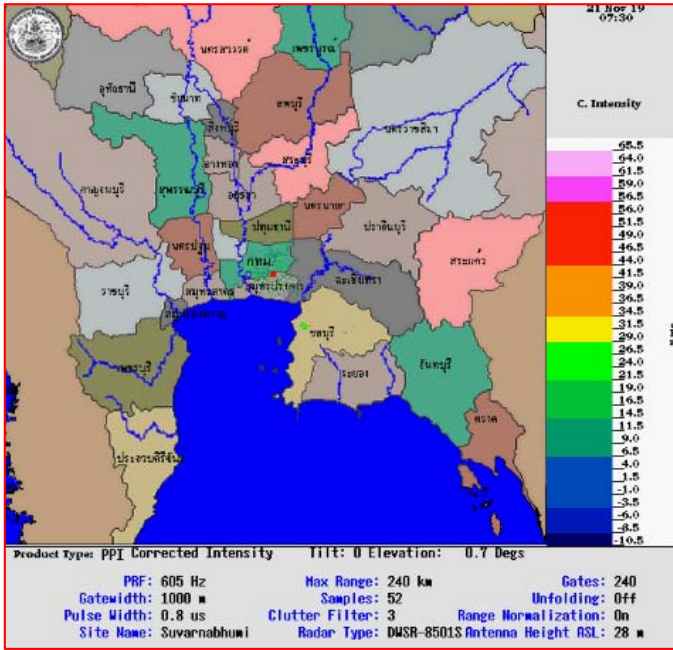 21 Nov 19
07:30
นครสวรรค์
เพชรบูรณ์
อุทัยธานี
ชัยนาท
ลพบุรี
สิงห์บุรี
นครราชสีมา
อ่างทอง
สระบุรี
กาญจนบุรี
สุพรรณบุรี
อยุธยา
นครนายก
ปราจีนบุรี
ปทุมธานี
นครปฐม
สระแก้ว
กทม.
ราชบุรี
สมุทรสาคร
สมุทรปราการ
ฉะเชิงเทรา
เพชรบุรี
ชลบุรี
ระยอง
จันทบุรี
ตราด
ประจวบคีรีขันธ์
C. Intensity
65.5
64.0
61.5
59.0
56.5
56.0
51.5
49.0
46.5
44.0
41.5
39.0
36.5
34.0
31.5
29.0
26.5
24.0
21.5
19.0
16.5
14.0
11.5
9.0
6.5
4.0
1.5
-1.0
-3.5
-6.0
-8.5
-10.5
Product Type: PPI Corrected Intensity Tilt: 0 Elevation: 0.7 Degs
PRF: 605 Hz Max Range: 240 km Gates: 240
Gatewidth: 1000 m Samples: 52 Unfolding: Off
Pulse Width: 0.8 us Clutter Filter: 3 Range Normalization: On
Site Name: Suvarnabhumi Radar Type: DWSR-8501S Antenna Height ASL: 28 m